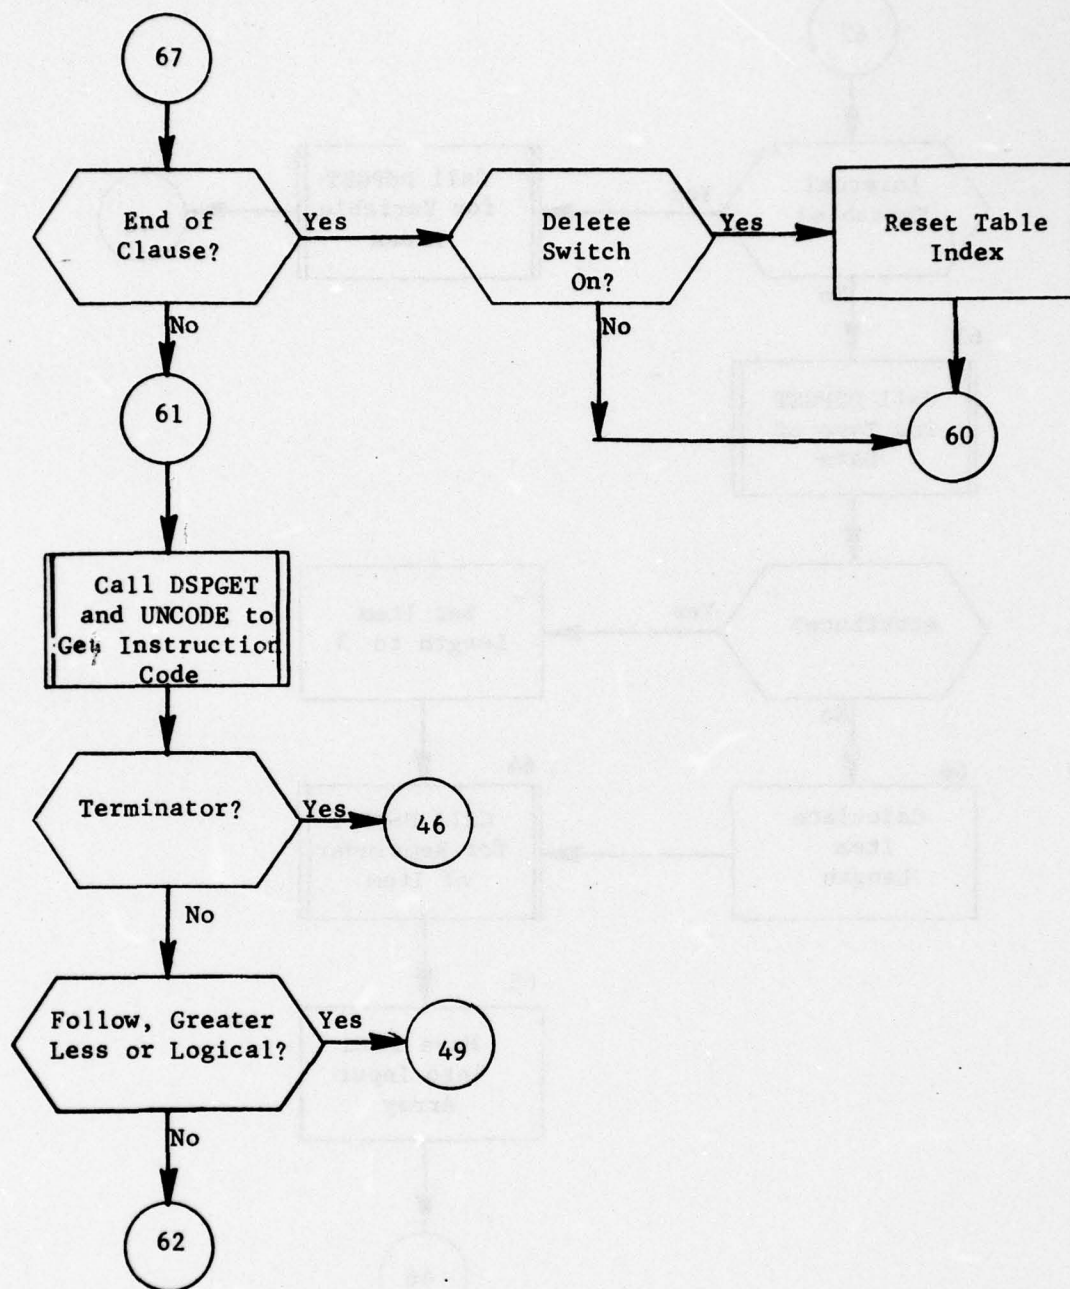 67
End of
Clause?
Yes
Delete
Switch
On?
Yes
Reset Table
Index
No
No
61
60
Call DSPGET
and UNCODE to
Get Instruction
Code
Terminator?
Yes
46
No
Follow, Greater
Less or Logical?
Yes
49
No
62